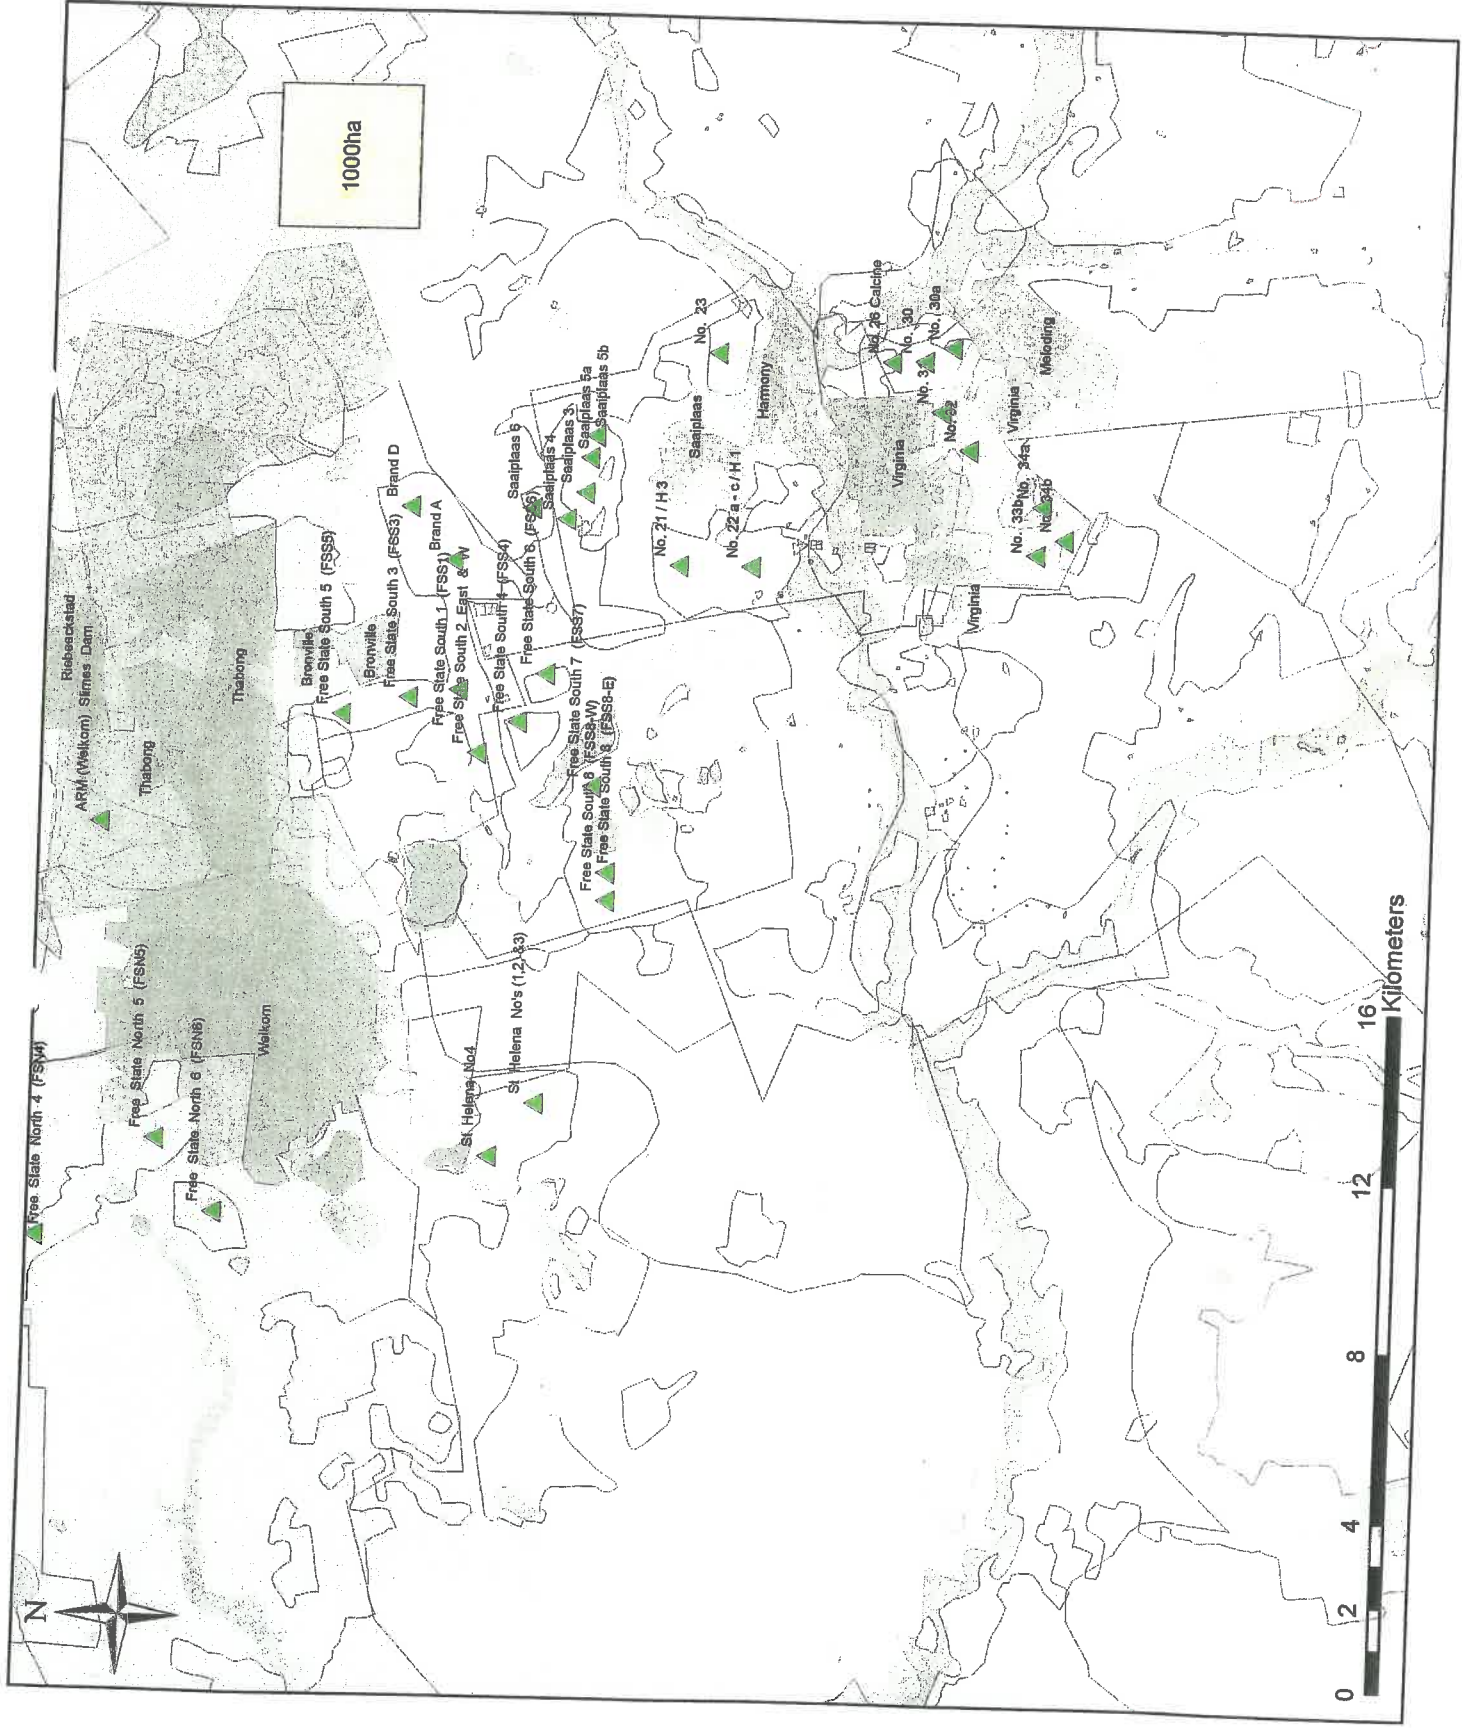 N
1000ha
Riebeeckstad
ARM (Welkom) Slimes Dam
Thabong
Thabong
Free State North 4 (FSN4)
Free State North 5 (FSN5)
Free State North 6 (FSN6)
Welkom
Bronville
Free State South 5 (FSS5)
Bronville
Free State South 3 (FSS3)
Brand D
Brand A
Free State South 1 (FSS1)
Free State South 2 East & W
Free State South 4 (FSS4)
Free State South 6 (FSS6)
Free State South 7 (FSS7)
Free State South 8 (FSS8-W)
Free State South 8 (FSS8-E)
St Helena No4
St Helena No's (1,2,&3)
Saaiplaas 6
Saaiplaas 4
Saaiplaas 3
Saaiplaas 5a
Saaiplaas 5b
No. 21 / H 3
Saaiplaas
No. 23
No. 22 a - c / H 1
Harmony
No. 26 Calcine
No. 30
No. 30a
Virginia
Virginia
Meloding
No. 33b
No. 34a
No. 34b
Virginia
0 2 4 8 12 16
Kilometers